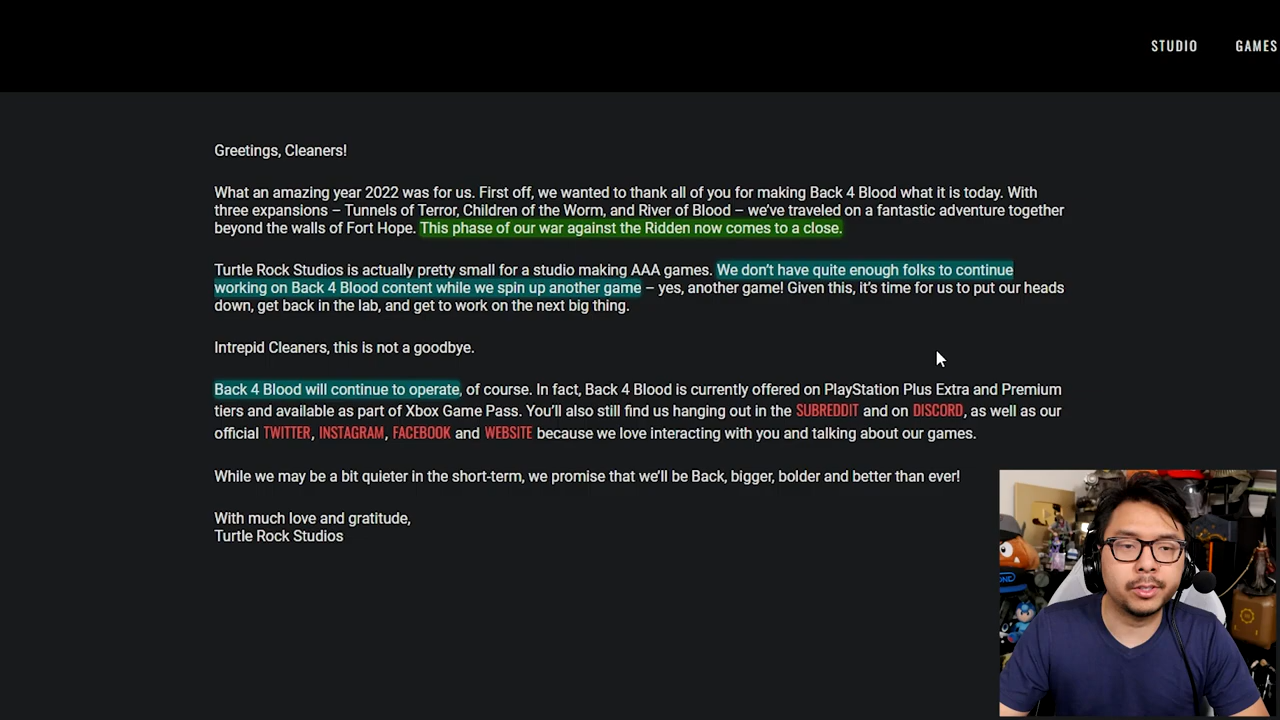 STUDIO GAMES
Greetings, Cleaners!
What an amazing year 2022 was for us. First off, we wanted to thank all of you for making Back 4 Blood what it is today. With
three expansions – Tunnels of Terror, Children of the Worm, and River of Blood – we’ve traveled on a fantastic adventure together
beyond the walls of Fort Hope. This phase of our war against the Ridden now comes to a close.
Turtle Rock Studios is actually pretty small for a studio making AAA games. We don’t have quite enough folks to continue
working on Back 4 Blood content while we spin up another game – yes, another game! Given this, it’s time for us to put our heads
down, get back in the lab, and get to work on the next big thing.
Intrepid Cleaners, this is not a goodbye.
Back 4 Blood will continue to operate, of course. In fact, Back 4 Blood is currently offered on PlayStation Plus Extra and Premium
tiers and available as part of Xbox Game Pass. You’ll also still find us hanging out in the SUBREDDIT and on DISCORD, as well as our
official TWITTER, INSTAGRAM, FACEBOOK and WEBSITE because we love interacting with you and talking about our games.
While we may be a bit quieter in the short-term, we promise that we’ll be Back, bigger, bolder and better than ever!
With much love and gratitude,
Turtle Rock Studios